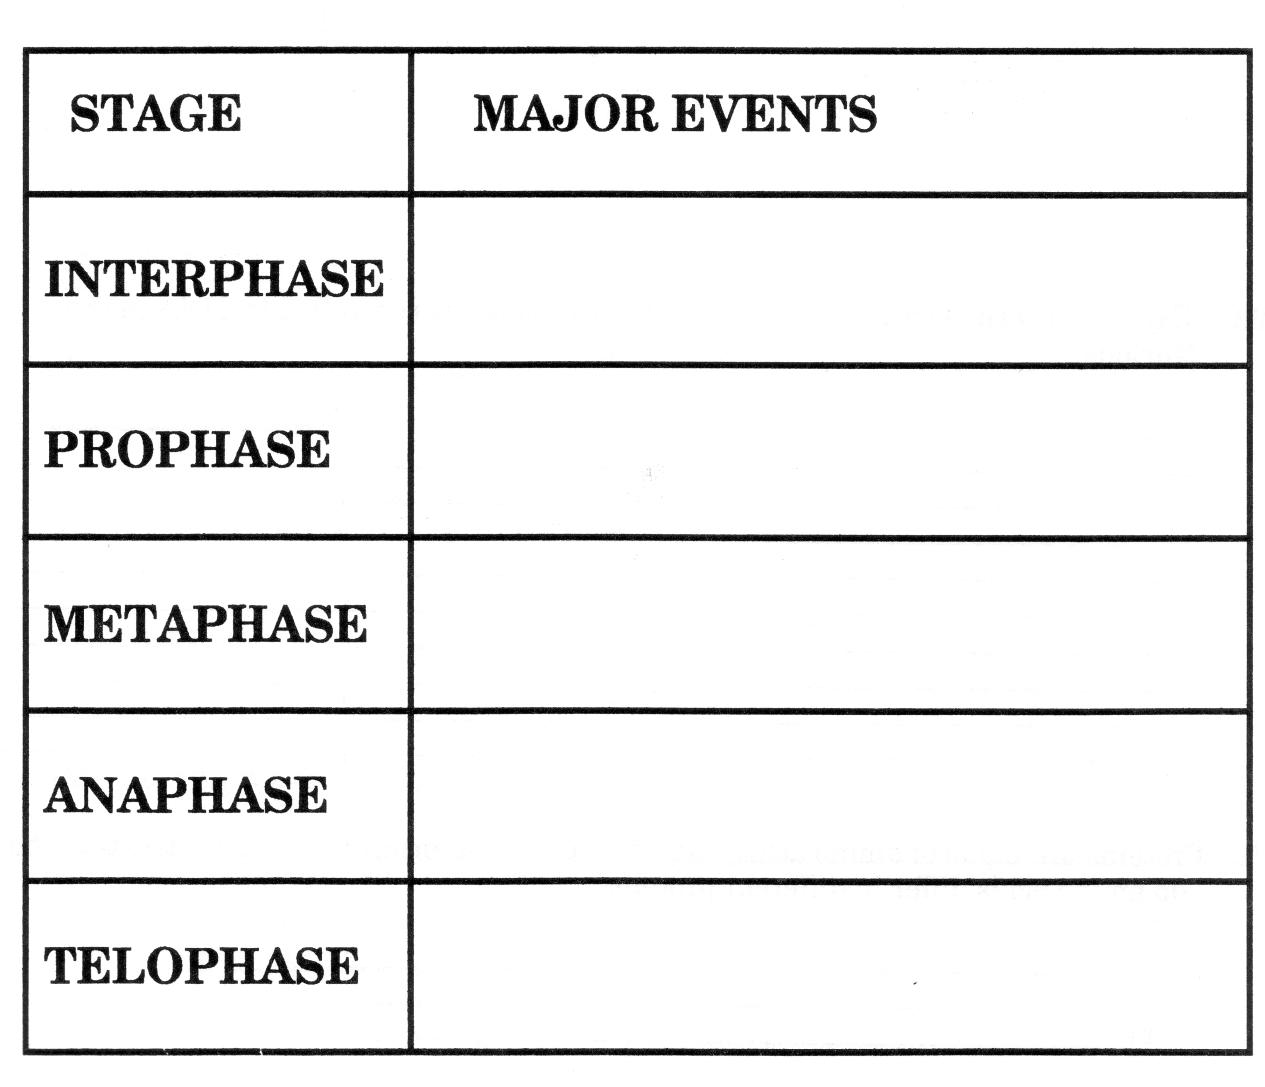 STAGE MAJOR EVENTS
INTERPHASE
PROPHASE
METAPHASE
ANAPHASE
TELOPHASE